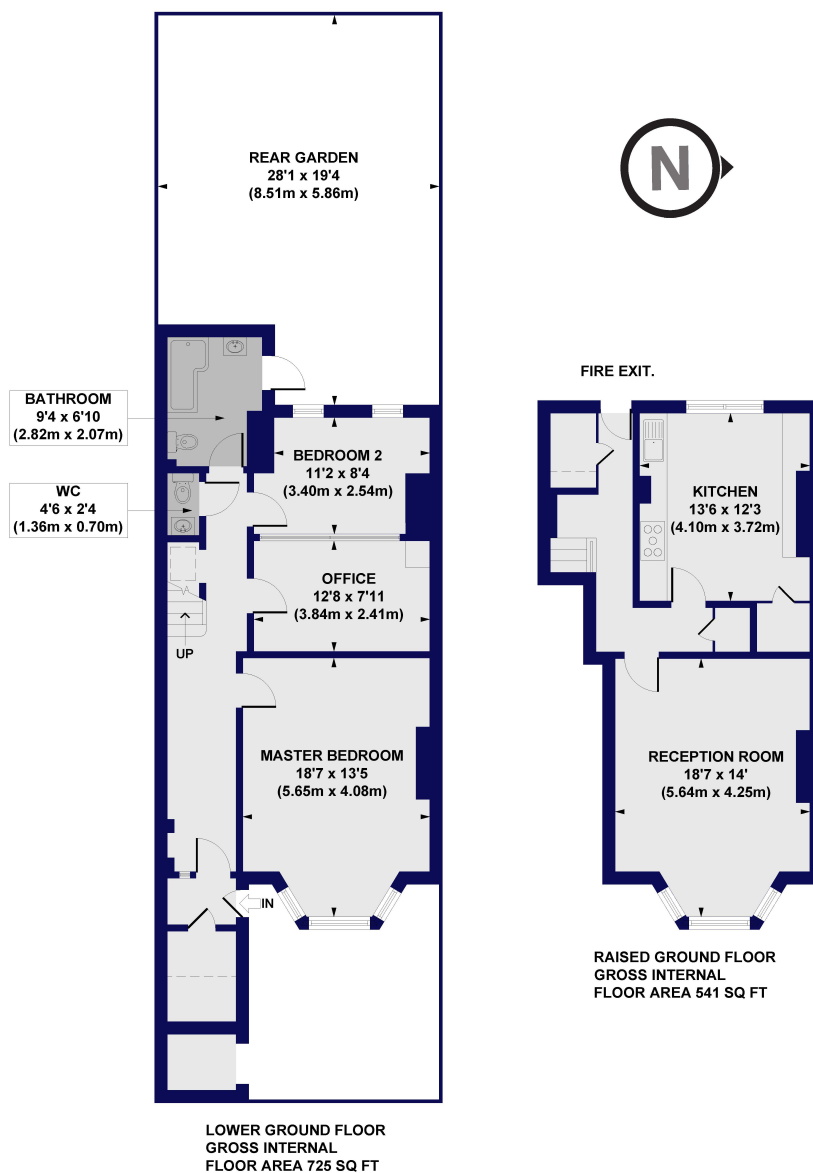 REAR GARDEN
28'1 x 19'4
(8.51m x 5.86m)
N
FIRE EXIT.
BATHROOM
9'4 x 6'10
(2.82m x 2.07m)
WC
4'6 x 2'4
(1.36m x 0.70m)
BEDROOM 2
11'2 x 8'4
(3.40m x 2.54m)
OFFICE
12'8 x 7'11
(3.84m x 2.41m)
UP
MASTER BEDROOM
18'7 x 13'5
(5.65m x 4.08m)
IN
LOWER GROUND FLOOR
GROSS INTERNAL
FLOOR AREA 725 SQ FT
KITCHEN
13'6 x 12'3
(4.10m x 3.72m)
RECEPTION ROOM
18'7 x 14'
(5.64m x 4.25m)
RAISED GROUND FLOOR
GROSS INTERNAL
FLOOR AREA 541 SQ FT